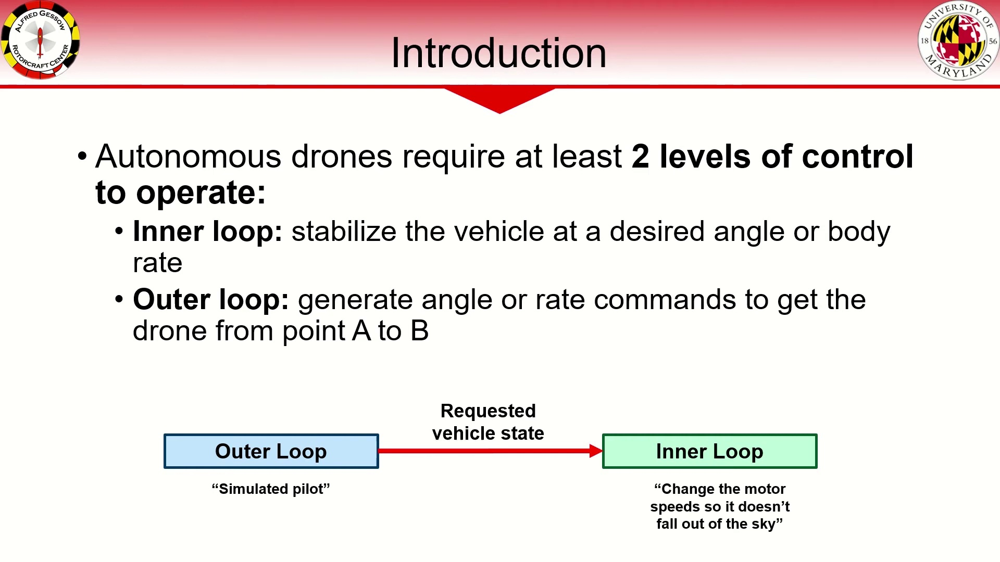 ALFRED GESSOW
ROTORCRAFT CENTER
Introduction
UNIVERSITY OF
18 56
MARYLAND
• Autonomous drones require at least 2 levels of control
to operate:
• Inner loop: stabilize the vehicle at a desired angle or body
rate
• Outer loop: generate angle or rate commands to get the
drone from point A to B
Requested
vehicle state
Outer Loop
Inner Loop
“Simulated pilot”
“Change the motor
speeds so it doesn’t
fall out of the sky”